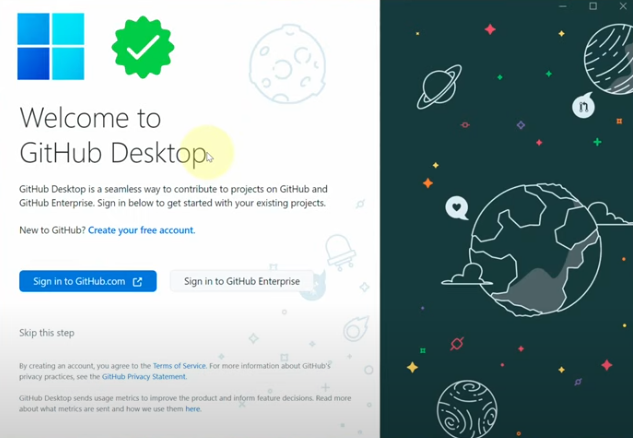 Welcome to
GitHub Desktop
GitHub Desktop is a seamless way to contribute to projects on GitHub and
GitHub Enterprise. Sign in below to get started with your existing projects.
New to GitHub? Create your free account.
Sign in to GitHub.com
Sign in to GitHub Enterprise
Skip this step
By creating an account, you agree to the Terms of Service. For more information about GitHub's
privacy practices, see the GitHub Privacy Statement.
GitHub Desktop sends usage metrics to improve the product and inform feature decisions. Read more
about what metrics are sent and how we use them here.